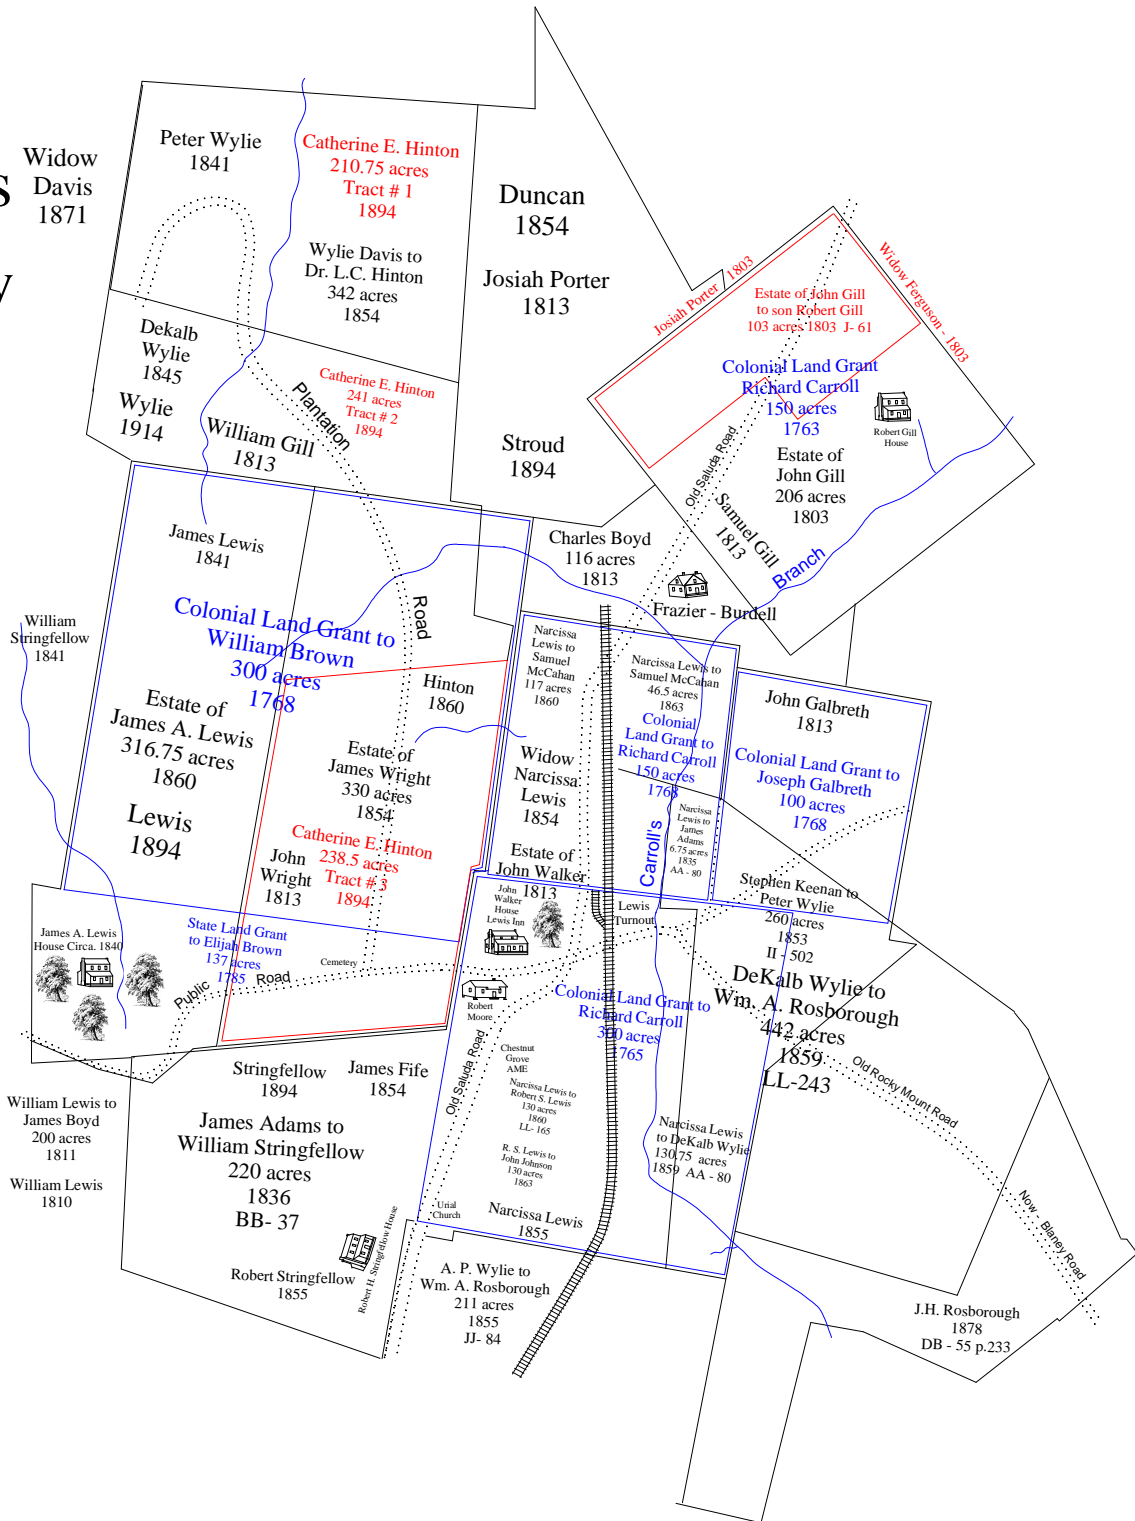 s
y
Widow
Davis
1871
Peter Wylie
1841
Catherine E. Hinton
210.75 acres
Tract # 1
1894
Wylie Davis to
Dr. L.C. Hinton
342 acres
1854
Duncan
1854
Josiah Porter
1813
Stroud
1894
Josiah Porter 1803
Widow Ferguson - 1803
Estate of John Gill
to son Robert Gill
103 acres 1803 J- 61
Colonial Land Grant
Richard Carroll
150 acres
1763
Robert Gill
House
Estate of
John Gill
206 acres
1803
Old Saluda Road
Samuel Gill
1813
Branch
Dekalb
Wylie
1845
Wylie
1914
William Gill
1813
Catherine E. Hinton
241 acres
Tract # 2
1894
Plantation
Road
James Lewis
1841
Colonial Land Grant to
William Brown
300 acres
1768
William
Stringfellow
1841
Charles Boyd
116 acres
1813
Frazier - Burdell
Narcissa
Lewis to
Samuel
McCahan
117 acres
1860
Narcissa Lewis to
Samuel McCahan
46.5 acres
1863
Colonial
Land Grant to
Richard Carroll
150 acres
1768
John Galbreth
1813
Colonial Land Grant to
Joseph Galbreth
100 acres
1768
Hinton
1860
Estate of
James A. Lewis
316.75 acres
1860
Lewis
1894
Estate of
James Wright
330 acres
1854
Catherine E. Hinton
238.5 acres
Tract # 3
1894
John
Wright
1813
Widow
Narcissa
Lewis
1854
Estate of
John Walker
1813
Carroll's
Narcissa
Lewis to
James
Adams
6.75 acres
1835
AA - 80
John
Walker
House
Lewis Inn
Lewis
Turnout
Stephen Keenan to
Peter Wylie
260 acres
1853
II - 502
DeKalb Wylie to
Wm. A. Rosborough
442 acres
1859
LL-243
James A. Lewis
House Circa. 1840
State Land Grant
to Elijah Brown
137 acres
1785
Cemetery
Public Road
Robert
Moore
Colonial Land Grant to
Richard Carroll
300 acres
1765
Old Saluda Road
Chestnut
Grove
AME
Narcissa Lewis to
Robert S. Lewis
130 acres
1860
LL- 165
R. S. Lewis to
John Johnson
130 acres
1863
Old Rocky Mount Road
Now - Blaney Road
Stringfellow
1894
James Fife
1854
William Lewis to
James Boyd
200 acres
1811
William Lewis
1810
James Adams to
William Stringfellow
220 acres
1836
BB- 37
Narcissa Lewis
to DeKalb Wylie
130.75 acres
1859 AA - 80
Urial
Church
Narcissa Lewis
1855
Robert H. Stringfellow House
Robert Stringfellow
1855
A. P. Wylie to
Wm. A. Rosborough
211 acres
1855
JJ- 84
J.H. Rosborough
1878
DB - 55 p.233